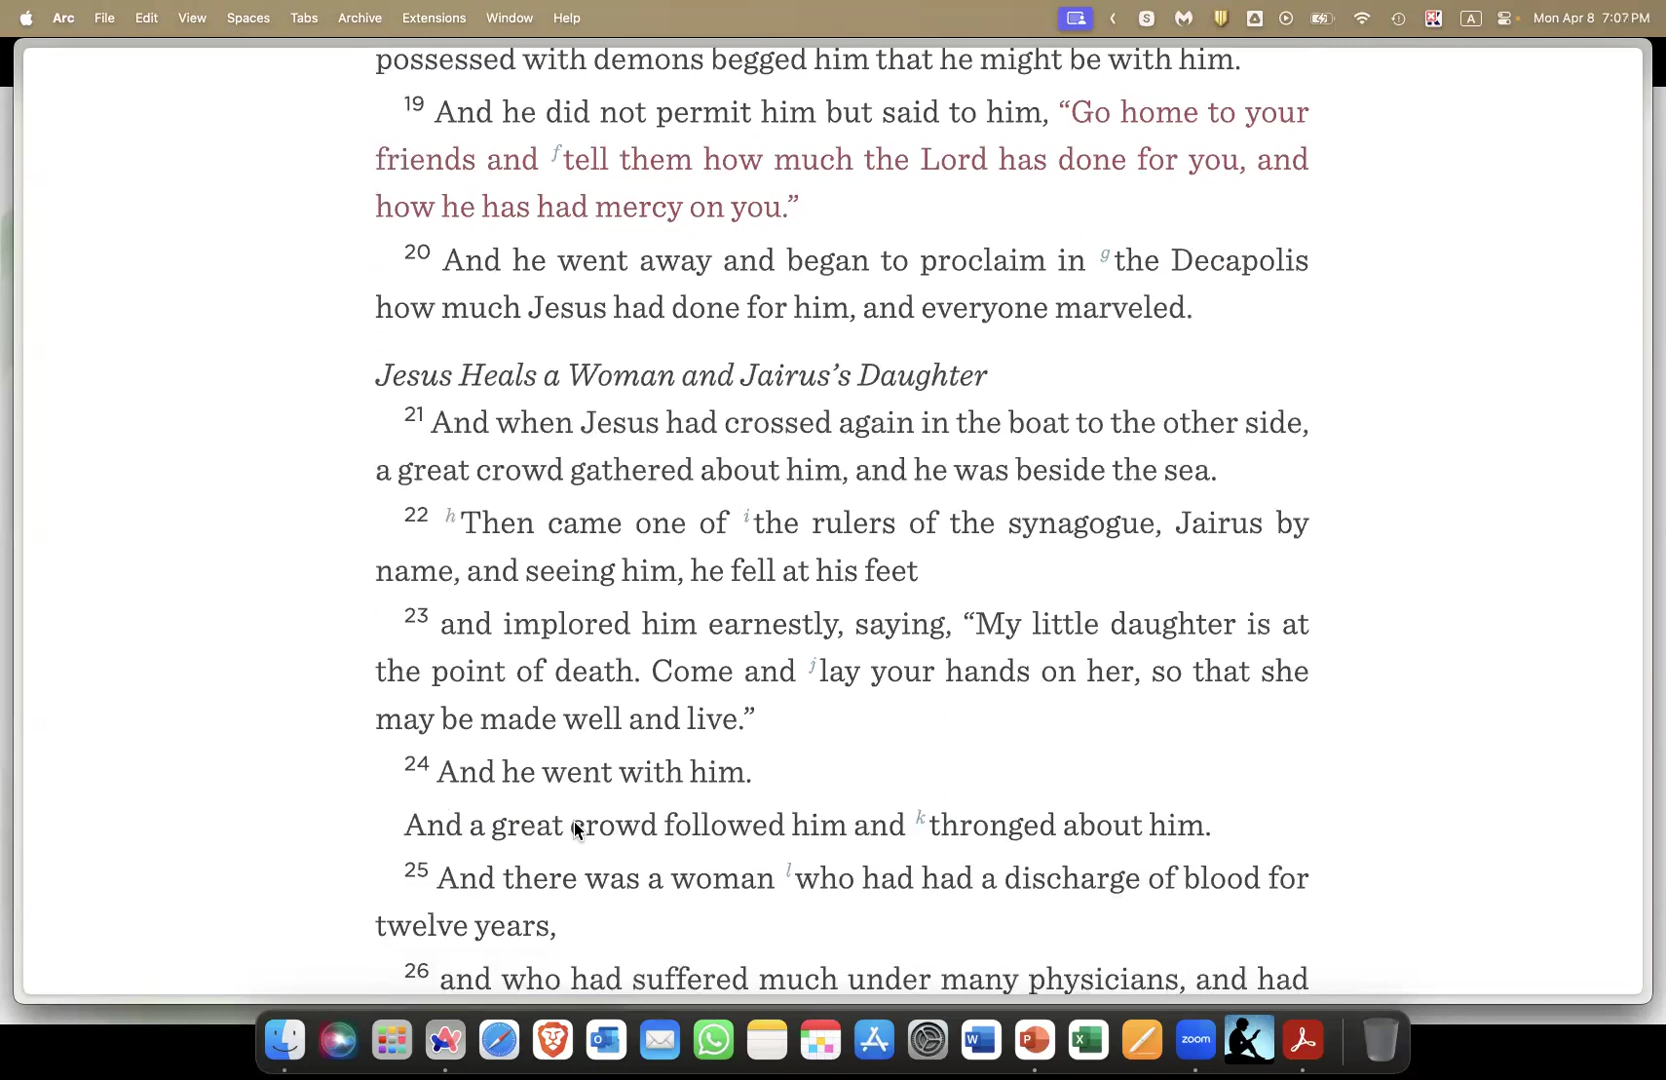 Arc File Edit View Spaces Tabs Archive Extensions Window Help A Mon Apr 8 7:07 PM
possessed with demons begged him that he might be with him.
19 And he did not permit him but said to him, “Go home to your
friends and f tell them how much the Lord has done for you, and
how he has had mercy on you.”
20 And he went away and began to proclaim in g the Decapolis
how much Jesus had done for him, and everyone marveled.
Jesus Heals a Woman and Jairus’s Daughter
21 And when Jesus had crossed again in the boat to the other side,
a great crowd gathered about him, and he was beside the sea.
22 h Then came one of i the rulers of the synagogue, Jairus by
name, and seeing him, he fell at his feet
23 and implored him earnestly, saying, “My little daughter is at
the point of death. Come and j lay your hands on her, so that she
may be made well and live.”
24 And he went with him.
And a great crowd followed him and k thronged about him.
25 And there was a woman l who had had a discharge of blood for
twelve years,
26 and who had suffered much under many physicians, and had
zoom